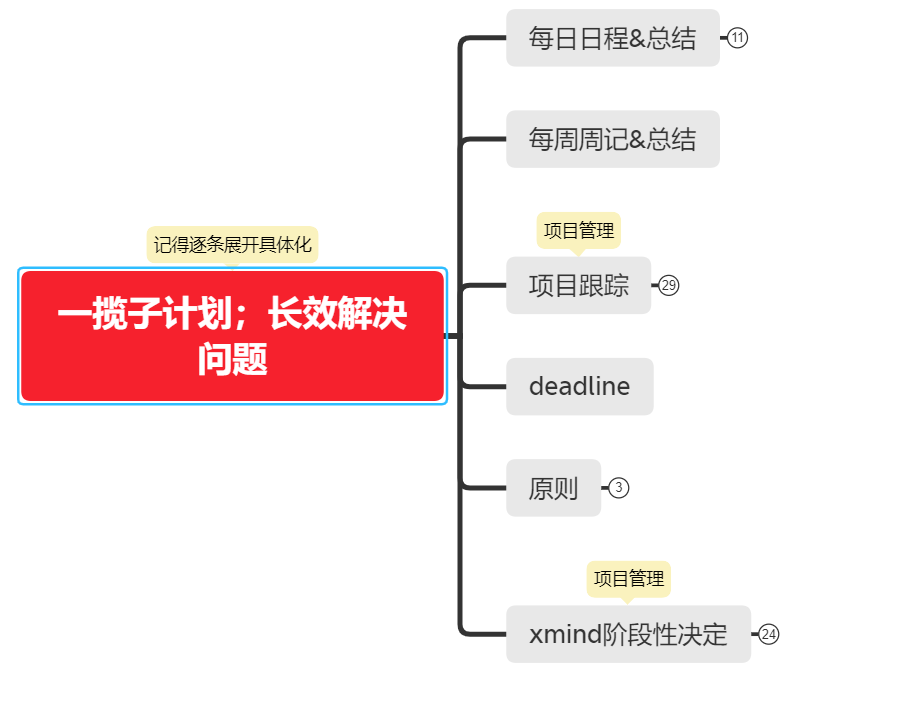 每日日程&总结
11
每周周记&总结
项目管理
记得逐条展开具体化
项目跟踪
29
一揽子计划；长效解决
问题
deadline
原则
3
项目管理
xmind阶段性决定
24